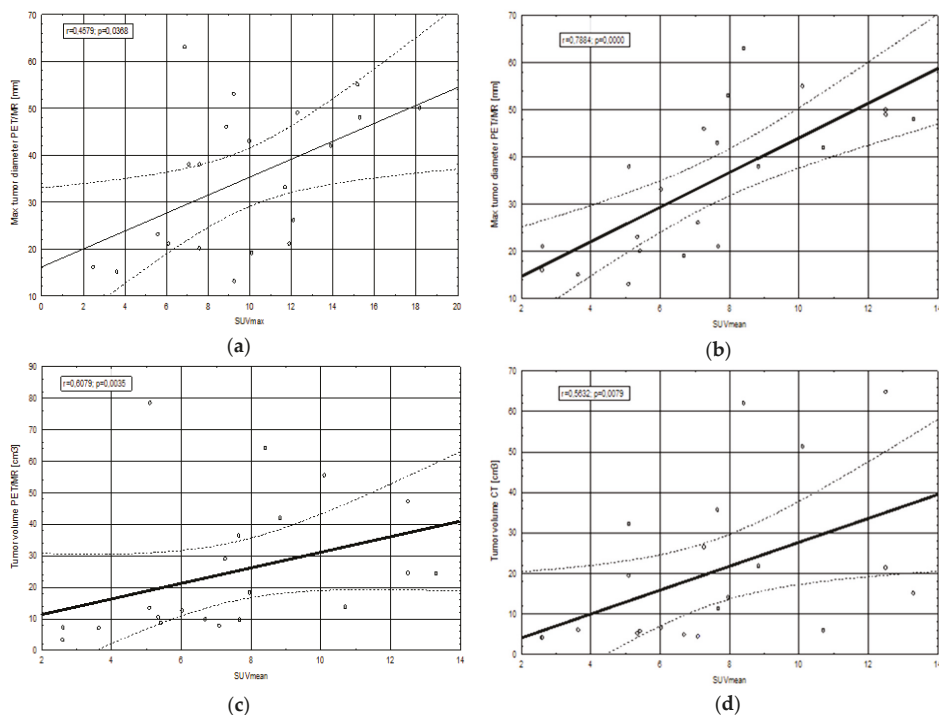 r=0,4579; p=0,0368
Max tumor diameter PET/MR [mm]
70
60
50
40
30
20
10
0 2 4 6 8 10 12 14 16 18 20
SUVmax
(a)
r=0,7884; p=0,0000
Max tumor diameter PET/MR [mm]
70
60
50
40
30
20
10
2 4 6 8 10 12 14
SUVmean
(b)
r=0,6079; p=0,0035
Tumor volume PET/MR [cm3]
90
80
70
60
50
40
30
20
10
0
2 4 6 8 10 12 14
SUVmean
(c)
r=0,5632; p=0,0079
Tumor volume CT [cm3]
70
60
50
40
30
20
10
0
2 4 6 8 10 12 14
SUVmean
(d)